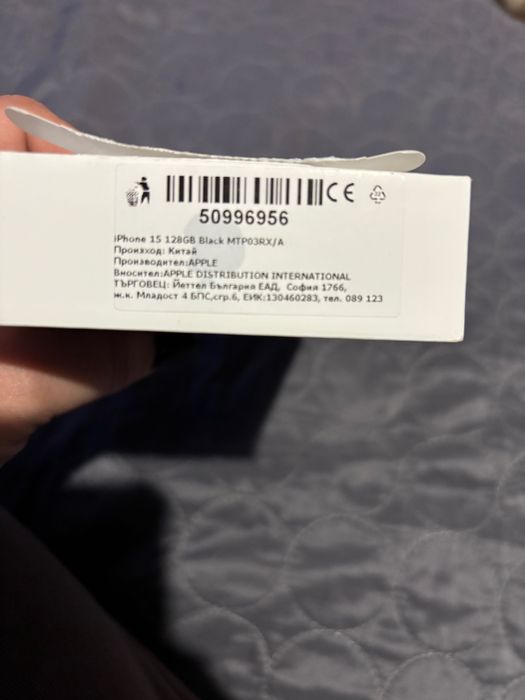 CE
50996956
iPhone 15 128GB Black MTP03RX/A
Произход: Китай
Производител:APPLE
Вносител:APPLE DISTRIBUTION INTERNATIONAL
ТЪРГОВЕЦ: Йеттел България ЕАД, София 1766,
ж.к. Младост 4 БПС,сгр.6, ЕИК:130460283, тел. 089 123